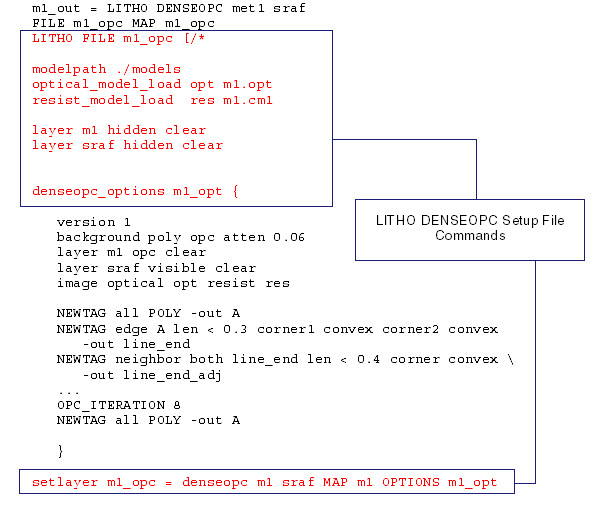 m1_out = LITHO DENSEOPC met1 sraf
FILE m1_opc MAP m1_opc
LITHO FILE m1_opc [/*
modelpath ./models
optical_model_load opt m1.opt
resist_model_load res m1.cm1
layer m1 hidden clear
layer sraf hidden clear
denseopc_options m1_opt {
version 1
background poly opc atten 0.06
layer m1 opc clear
layer sraf visible clear
image optical opt resist res
NEWTAG all POLY -out A
NEWTAG edge A len < 0.3 corner1 convex corner2 convex
-out line_end
NEWTAG neighbor both line_end len < 0.4 corner convex \
-out line_end_adj
...
OPC_ITERATION 8
NEWTAG all POLY -out A
}
setlayer m1_opc = denseopc m1 sraf MAP m1 OPTIONS m1_opt
LITHO DENSEOPC Setup File
Commands